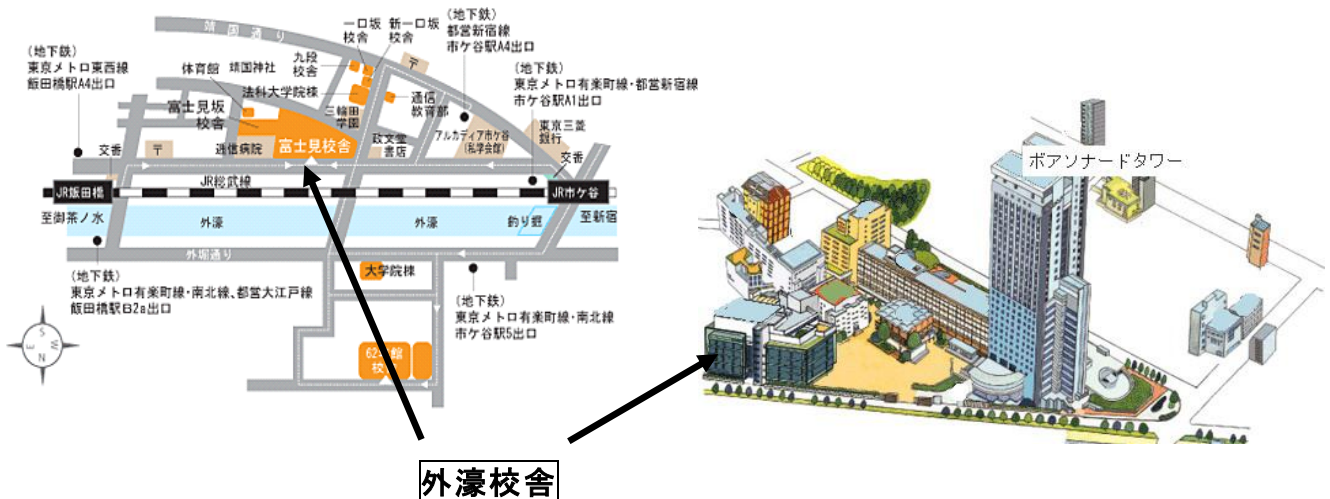 靖国通り
一口坂
校舎
新一口坂
校舎
(地下鉄)
都営新宿線
市ケ谷駅A4出口
(地下鉄)
東京メトロ東西線
飯田橋駅A4出口
体育館
靖国神社
九段
校舎
〒
(地下鉄)
東京メトロ有楽町線・都営新宿線
市ケ谷駅A1出口
法科大学院棟
富士見坂
校舎
三輪田
学園
通信
教育部
交番
〒
逓信病院
富士見校舎
政文堂
書店
アルカディア市ケ谷
(私学会館)
東京三菱
銀行
交番
JR飯田橋
JR総武線
JR市ケ谷
至御茶ノ水
外濠
外濠
釣り堀
至新宿
外堀通り
(地下鉄)
東京メトロ有楽町線・南北線、都営大江戸線
飯田橋駅B2a出口
大学院棟
(地下鉄)
東京メトロ有楽町線・南北線
市ケ谷駅5出口
S
W
E
N
校
ボアソナードタワー
外濠校舎